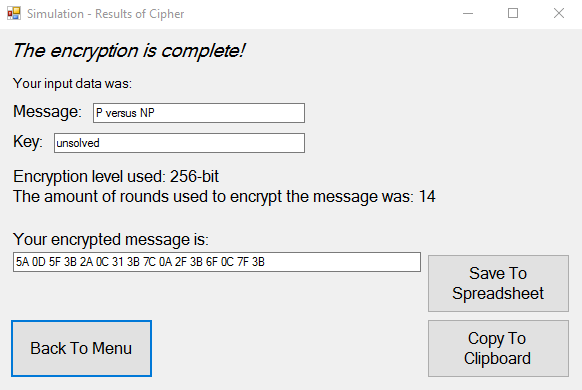 Simulation - Results of Cipher
The encryption is complete!
Your input data was:
Message: P versus NP
Key: unsolved
Encryption level used: 256-bit
The amount of rounds used to encrypt the message was: 14
Your encrypted message is:
5A 0D 5F 3B 2A 0C 31 3B 7C 0A 2F 3B 6F 0C 7F 3B
Save To
Spreadsheet
Back To Menu
Copy To
Clipboard